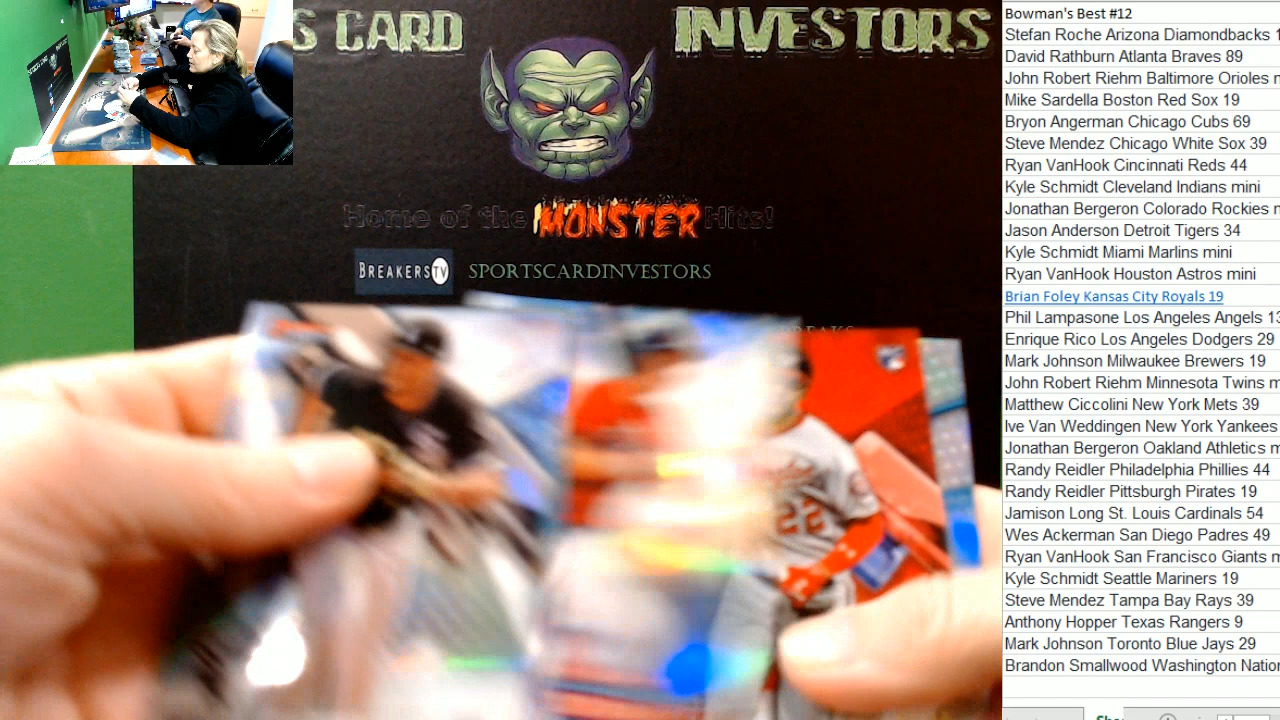 S CARD INVESTORS
Home of the MONSTER Hits!
BREAKERS TV SPORTSCARDINVESTORS
BREAKS
22
Bowman's Best #12
Stefan Roche Arizona Diamondbacks 1
David Rathburn Atlanta Braves 89
John Robert Riehm Baltimore Orioles m
Mike Sardella Boston Red Sox 19
Bryon Angerman Chicago Cubs 69
Steve Mendez Chicago White Sox 39
Ryan VanHook Cincinnati Reds 44
Kyle Schmidt Cleveland Indians mini
Jonathan Bergeron Colorado Rockies m
Jason Anderson Detroit Tigers 34
Kyle Schmidt Miami Marlins mini
Ryan VanHook Houston Astros mini
Brian Foley Kansas City Royals 19
Phil Lampasone Los Angeles Angels 13
Enrique Rico Los Angeles Dodgers 29
Mark Johnson Milwaukee Brewers 19
John Robert Riehm Minnesota Twins m
Matthew Ciccolini New York Mets 39
Ive Van Weddingen New York Yankees
Jonathan Bergeron Oakland Athletics m
Randy Reidler Philadelphia Phillies 44
Randy Reidler Pittsburgh Pirates 19
Jamison Long St. Louis Cardinals 54
Wes Ackerman San Diego Padres 49
Ryan VanHook San Francisco Giants m
Kyle Schmidt Seattle Mariners 19
Steve Mendez Tampa Bay Rays 39
Anthony Hopper Texas Rangers 9
Mark Johnson Toronto Blue Jays 29
Brandon Smallwood Washington Nation